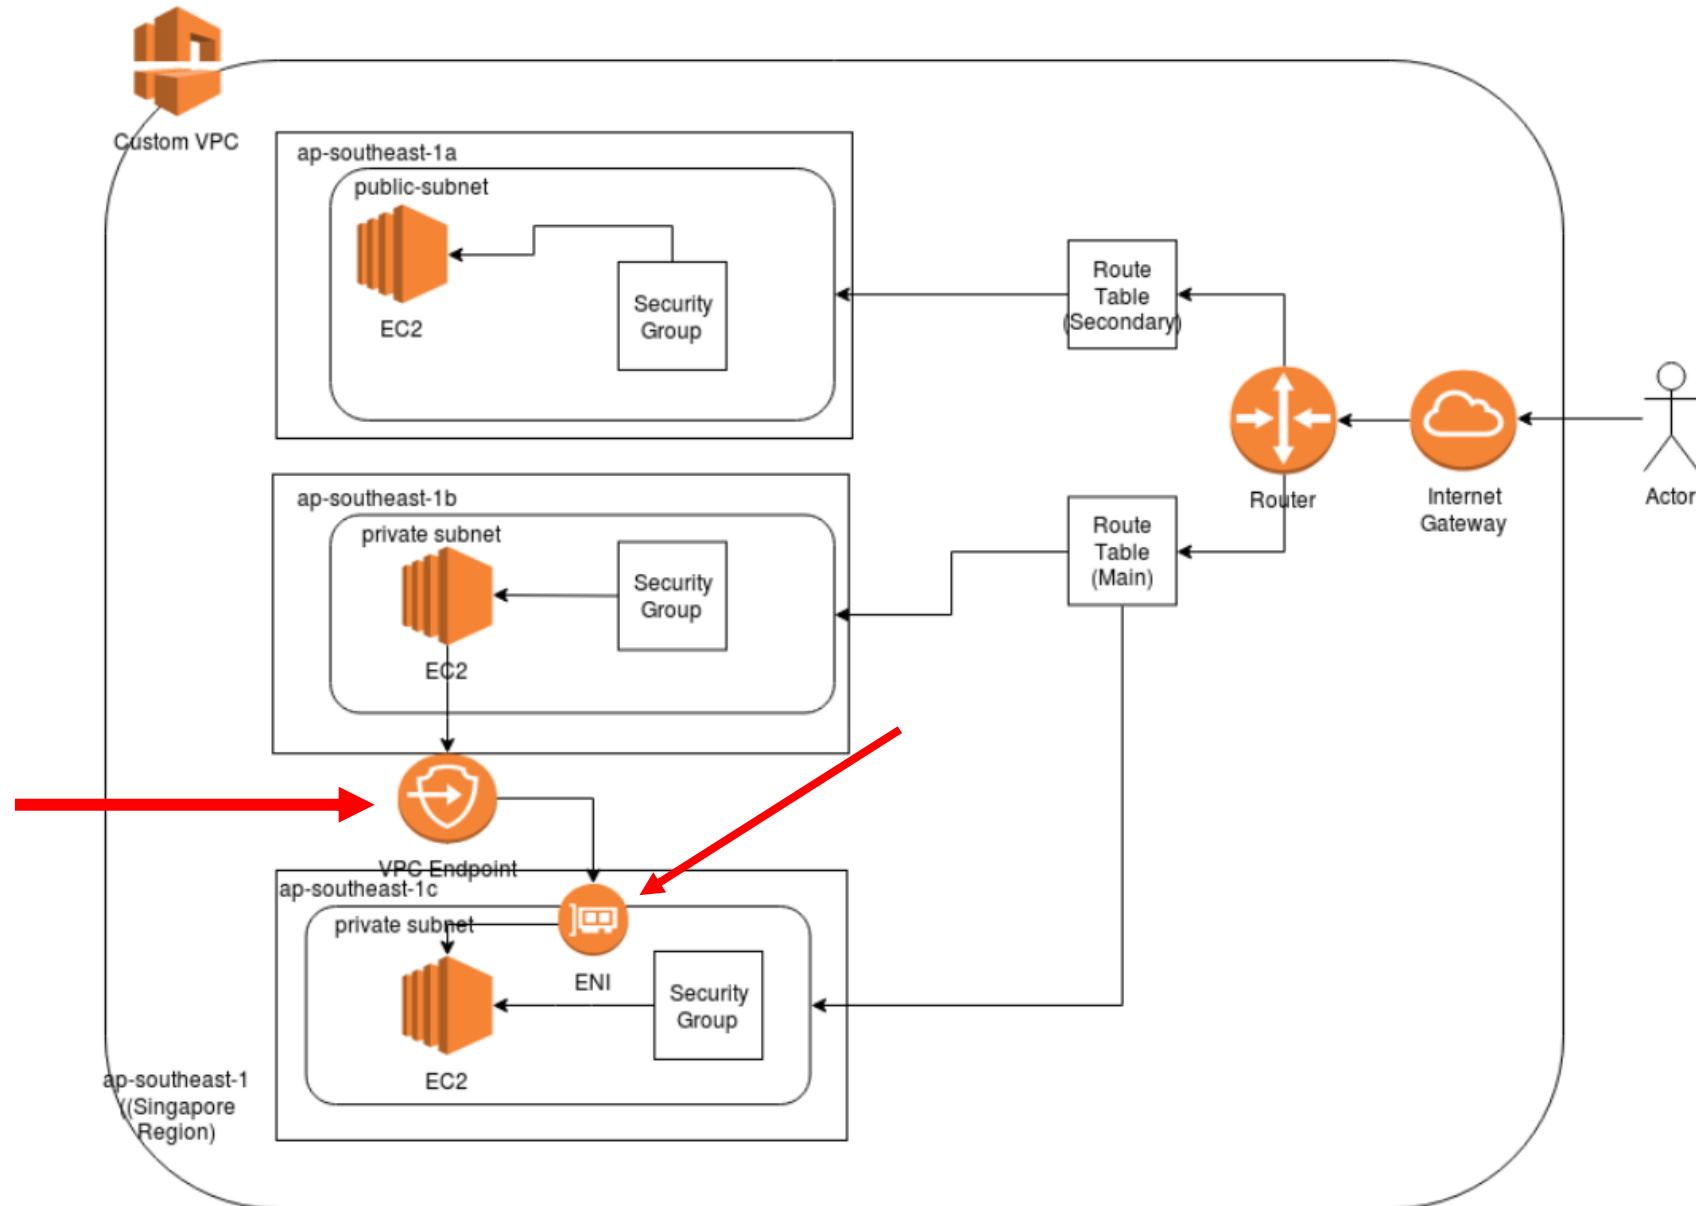 Custom VPC
ap-southeast-1a
public-subnet
EC2
Security
Group
Route
Table
(Secondary)
ap-southeast-1b
private subnet
EC2
Security
Group
Route
Table
(Main)
Router
Internet
Gateway
Actor
VPC Endpoint
ap-southeast-1c
private subnet
ENI
EC2
Security
Group
ap-southeast-1
((Singapore
Region)